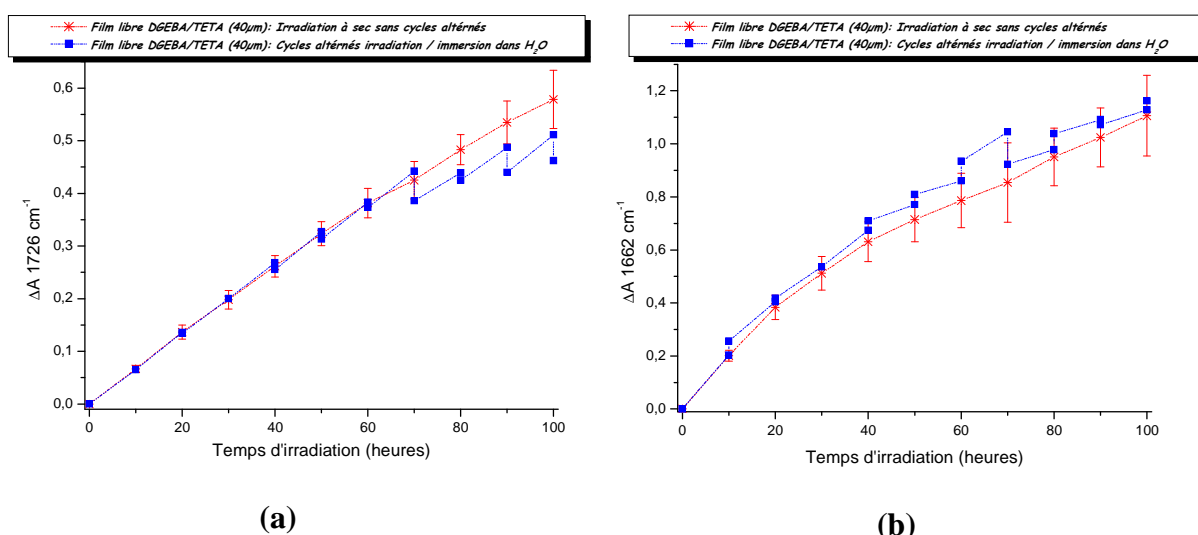 Film libre DGEBA/TETA (40µm): Irradiation à sec sans cycles altérnés
Film libre DGEBA/TETA (40µm): Cycles altérnés irradiation / immersion dans H₂O
0,6
0,5
0,4
0,3
0,2
0,1
0,0
ΔA 1726 cm⁻¹
0 20 40 60 80 100
Temps d'irradiation (heures)
(a)
Film libre DGEBA/TETA (40µm): Irradiation à sec sans cycles altérnés
Film libre DGEBA/TETA (40µm): Cycles altérnés irradiation / immersion dans H₂O
1,2
1,0
0,8
0,6
0,4
0,2
0,0
ΔA 1662 cm⁻¹
0 20 40 60 80 100
Temps d'irradiation (heures)
(b)